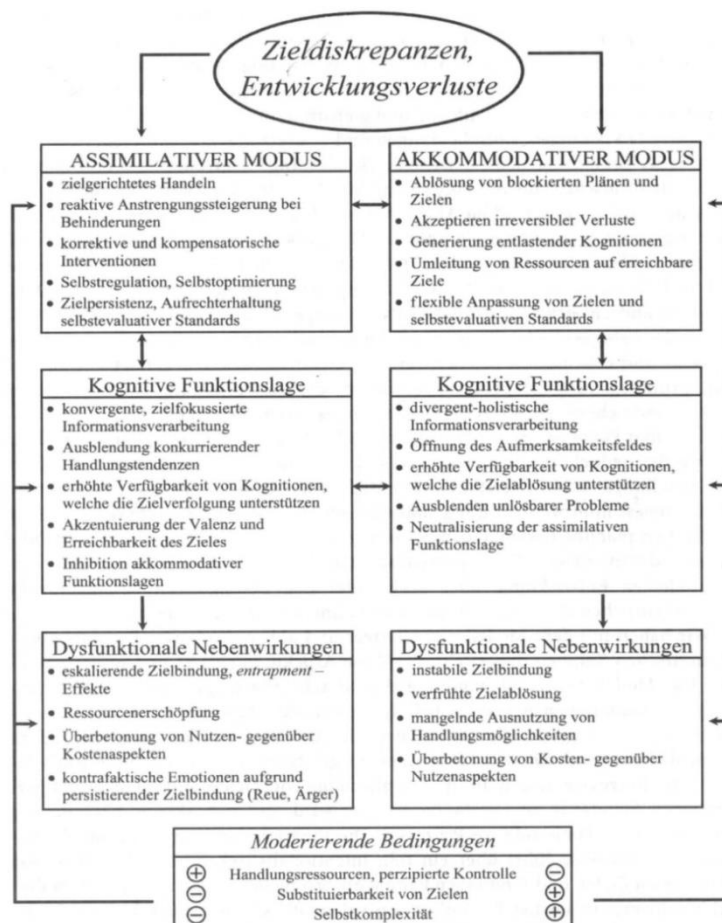 Zieldiskrepanzen,
Entwicklungsverluste
ASSIMILATIVER MODUS
• zielgerichtetes Handeln
• reaktive Anstrengungssteigerung bei
Behinderungen
• korrektive und kompensatorische
Interventionen
• Selbstregulation, Selbstoptimierung
• Zielpersistenz, Aufrechterhaltung
selbstevaluativer Standards
AKKOMMODATIVER MODUS
• Ablösung von blockierten Plänen und
Zielen
• Akzeptieren irreversibler Verluste
• Generierung entlastender Kognitionen
• Umleitung von Ressourcen auf erreichbare
Ziele
• flexible Anpassung von Zielen und
selbstevaluativen Standards
Kognitive Funktionslage
• konvergente, zielfokussierte
Informationsverarbeitung
• Ausblendung konkurrierender
Handlungstendenzen
• erhöhte Verfügbarkeit von Kognitionen,
welche die Zielverfolgung unterstützen
• Akzentuierung der Valenz und
Erreichbarkeit des Zieles
• Inhibition akkommodativer
Funktionslagen
Kognitive Funktionslage
• divergent-holistische
Informationsverarbeitung
• Öffnung des Aufmerksamkeitsfeldes
• erhöhte Verfügbarkeit von Kognitionen,
welche die Zielablösung unterstützen
• Ausblenden unlösbarer Probleme
• Neutralisierung der assimilativen
Funktionslage
Dysfunktionale Nebenwirkungen
• eskalierende Zielbindung, entrapment –
Effekte
• Ressourcenerschöpfung
• Überbetonung von Nutzen- gegenüber
Kostenaspekten
• kontrafaktische Emotionen aufgrund
persistierender Zielbindung (Reue, Ärger)
Dysfunktionale Nebenwirkungen
• instabile Zielbindung
• verfrühte Zielablösung
• mangelnde Ausnutzung von
Handlungsmöglichkeiten
• Überbetonung von Kosten- gegenüber
Nutzenaspekten
Moderierende Bedingungen
⊕ Handlungsressourcen, perzipierte Kontrolle ⊖
⊖ Substituierbarkeit von Zielen ⊕
⊖ Selbstkomplexität ⊕